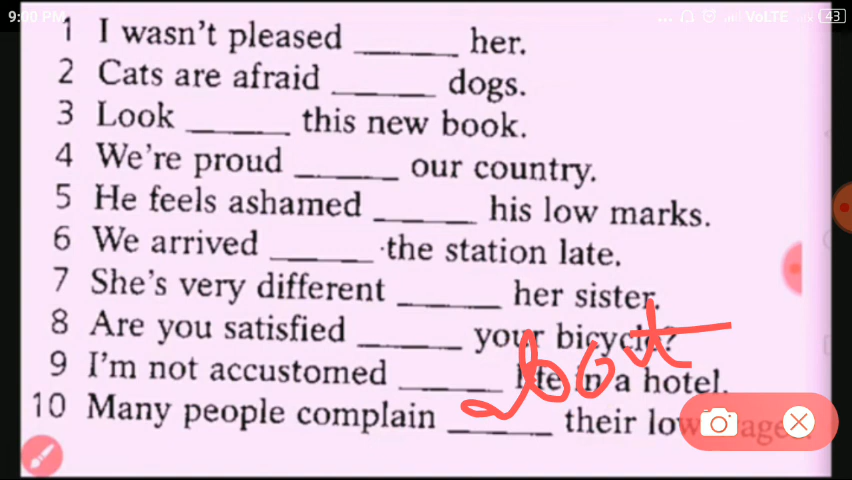 9:00 PM ... VoLTE 43
1 I wasn't pleased ______ her.
2 Cats are afraid ______ dogs.
3 Look ______ this new book.
4 We're proud ______ our country.
5 He feels ashamed ______ his low marks.
6 We arrived ______ the station late.
7 She's very different ______ her sister.
8 Are you satisfied ______ your bicycle?
9 I'm not accustomed ______ life in a hotel.
10 Many people complain ______ their low